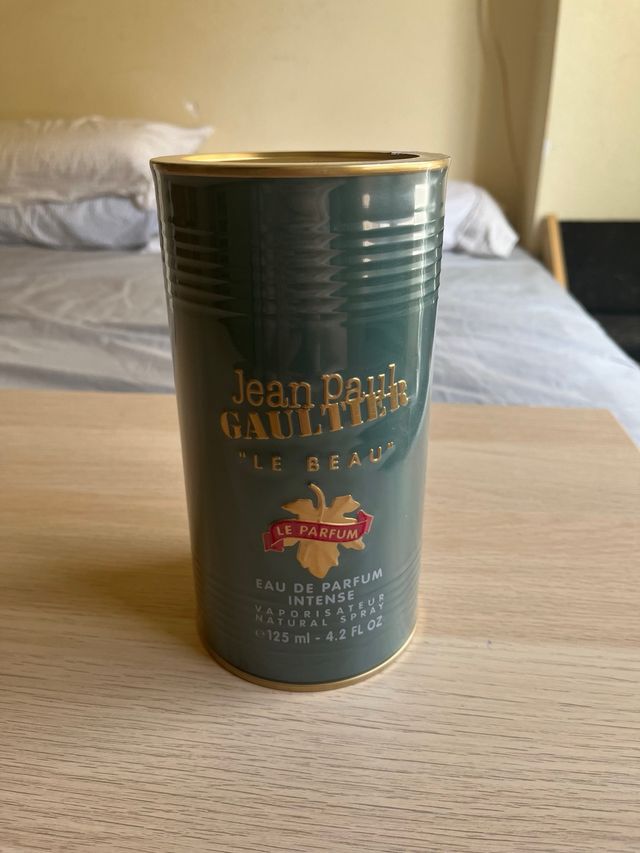 Jean Paul
GAULTIER
"LE BEAU"
LE PARFUM
EAU DE PARFUM
INTENSE
VAPORISATEUR
NATURAL SPRAY
℮125 ml - 4.2 FL OZ